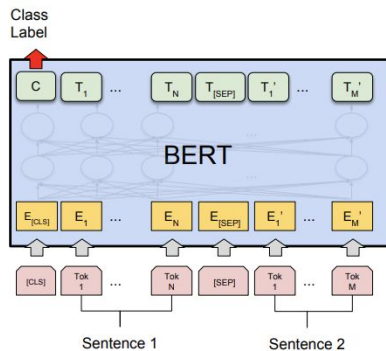 Class
Label
C T1 ... TN T[SEP] T1' ... TM'
BERT
E[CLS] E1 ... EN E[SEP] E1' ... EM'
[CLS] Tok 1 ... Tok N [SEP] Tok 1 ... Tok M
Sentence 1 Sentence 2